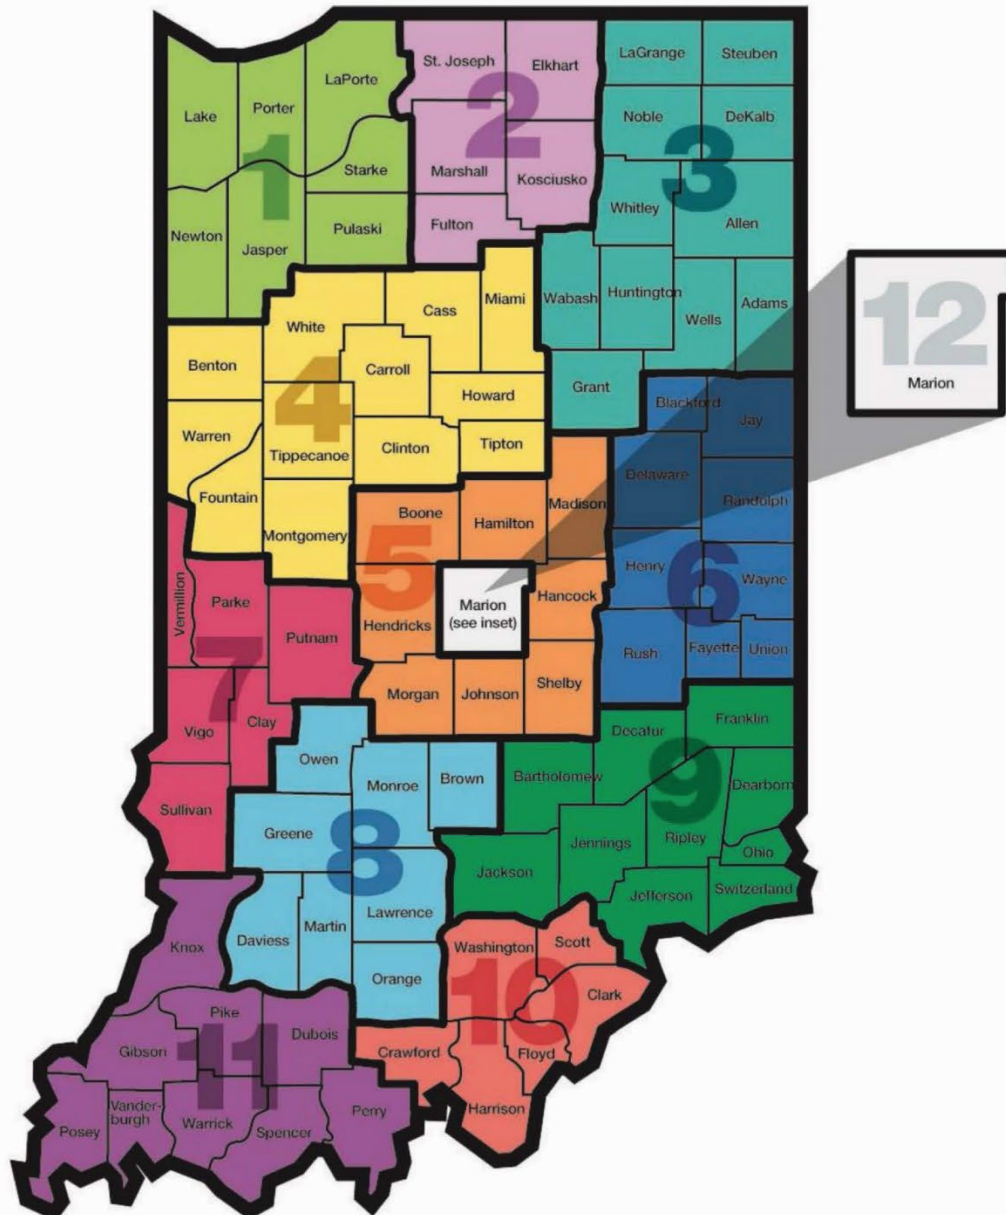 LaGrange
Steuben
St. Joseph
Elkhart
LaPorte
Lake
Porter
Noble
DeKalb
2
3
1
Starke
Marshall
Kosciusko
Whitley
Allen
Newton
Jasper
Pulaski
Fulton
Wabash
Huntington
Wells
Adams
Miami
Cass
White
12
Marion
Benton
Carroll
Howard
Grant
4
Blackford
Jay
Warren
Tippecanoe
Clinton
Tipton
Fountain
Montgomery
Boone
Hamilton
Madison
Delaware
Randolph
5
Henry
6
Wayne
Vermillion
Parke
Putnam
Hendricks
Marion
(see inset)
Hancock
Rush
Fayette
Union
7
Morgan
Johnson
Shelby
Vigo
Clay
Owen
Monroe
Brown
Bartholomew
Decatur
Franklin
Dearborn
9
Sullivan
Greene
8
Jennings
Ripley
Ohio
Jackson
Jefferson
Switzerland
Lawrence
Martin
Daviess
Knox
Orange
Washington
Scott
10
Clark
Pike
Dubois
Gibson
11
Crawford
Floyd
Harrison
Posey
Vander-
burgh
Warrick
Spencer
Perry